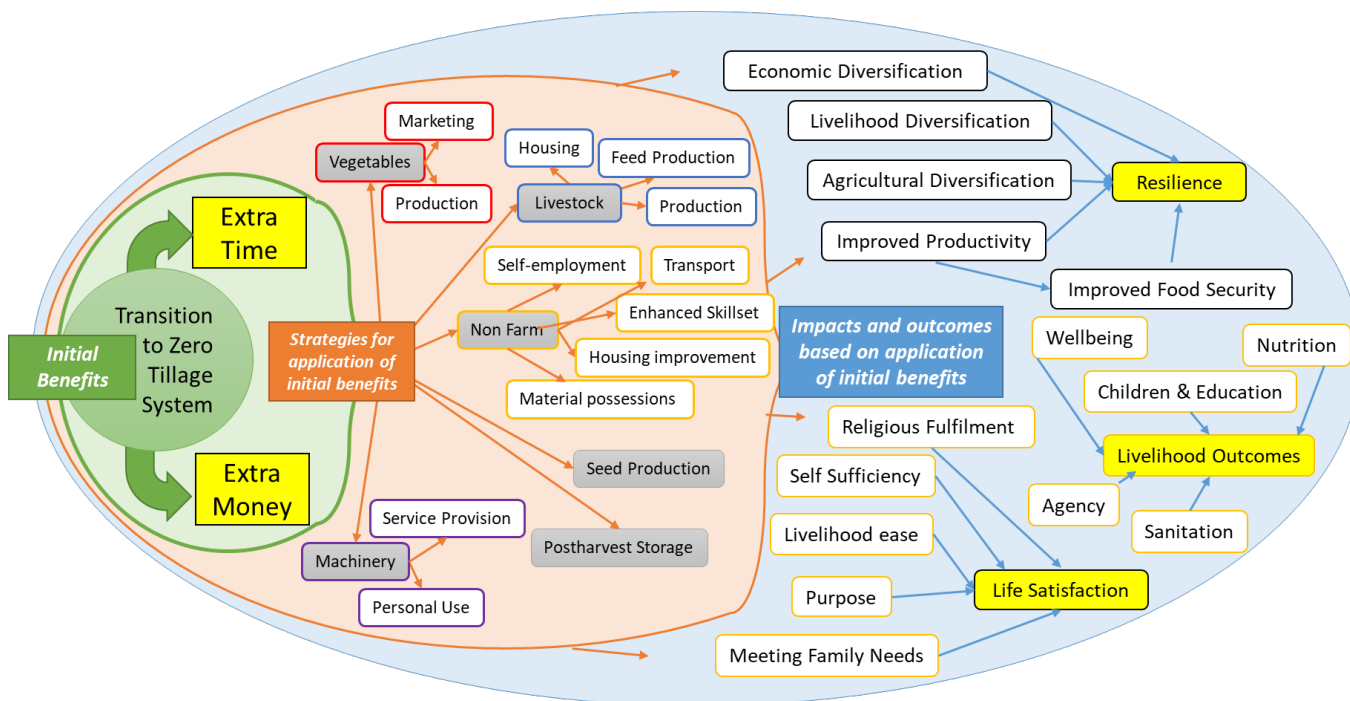 Initial
Benefits
Transition
to Zero
Tillage
System
Extra
Time
Extra
Money
Strategies for
application of
initial benefits
Vegetables
Marketing
Production
Livestock
Housing
Feed Production
Production
Non Farm
Self-employment
Transport
Enhanced Skillset
Housing improvement
Material possessions
Seed Production
Postharvest Storage
Machinery
Service Provision
Personal Use
Impacts and outcomes
based on application
of initial benefits
Economic Diversification
Livelihood Diversification
Agricultural Diversification
Improved Productivity
Improved Food Security
Resilience
Wellbeing
Nutrition
Children & Education
Livelihood Outcomes
Agency
Sanitation
Religious Fulfilment
Self Sufficiency
Livelihood ease
Purpose
Life Satisfaction
Meeting Family Needs